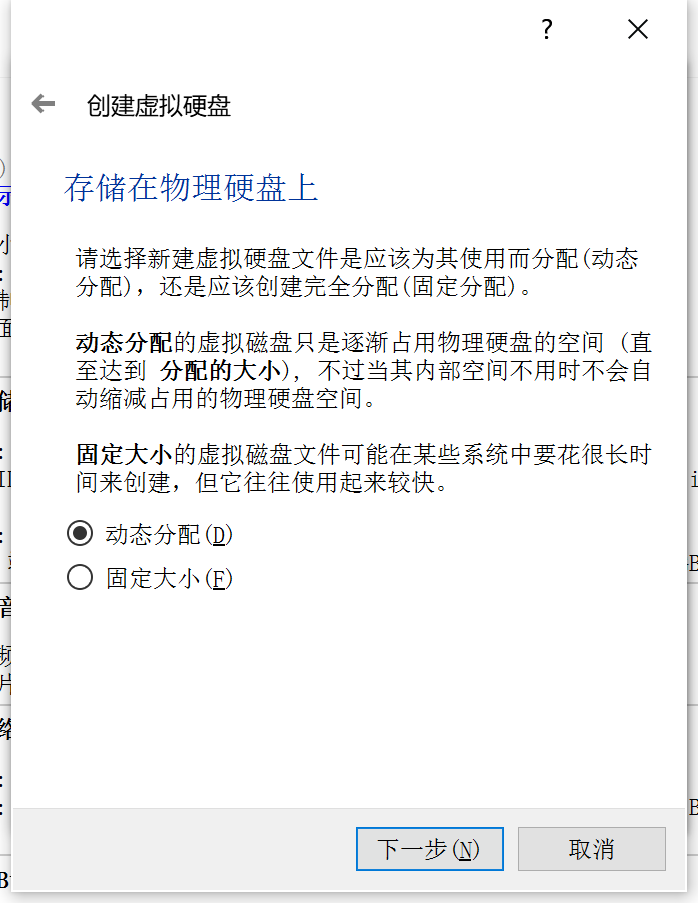 ?
创建虚拟硬盘
存储在物理硬盘上
请选择新建虚拟硬盘文件是应该为其使用而分配(动态
分配)，还是应该创建完全分配(固定分配)。
动态分配的虚拟磁盘只是逐渐占用物理硬盘的空间 (直
至达到 分配的大小)，不过当其内部空间不用时不会自
动缩减占用的物理硬盘空间。
固定大小的虚拟磁盘文件可能在某些系统中要花很长时
间来创建，但它往往使用起来较快。
动态分配(D)
固定大小(F)
下一步(N)
取消